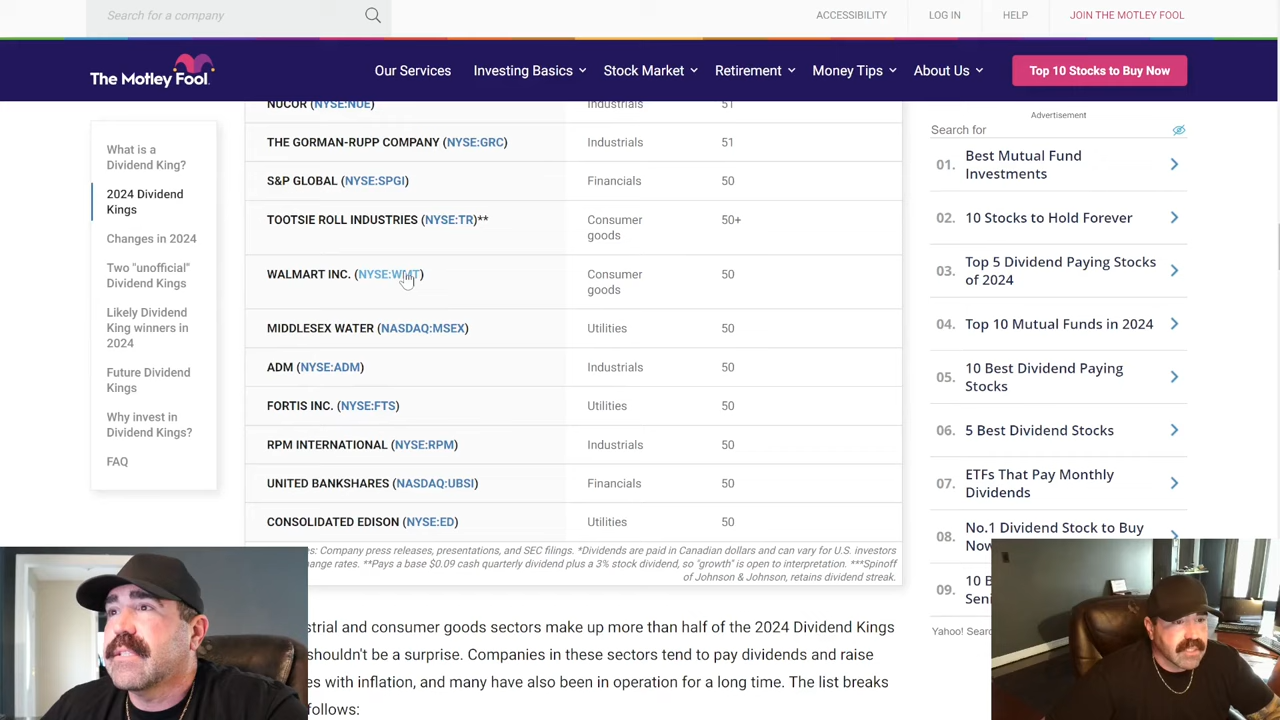 Search for a company
ACCESSIBILITY
LOG IN
HELP
JOIN THE MOTLEY FOOL
The Motley Fool.
Our Services
Investing Basics
Stock Market
Retirement
Money Tips
About Us
Top 10 Stocks to Buy Now
What is a
Dividend King?
2024 Dividend
Kings
Changes in 2024
Two "unofficial"
Dividend Kings
Likely Dividend
King winners in
2024
Future Dividend
Kings
Why invest in
Dividend Kings?
FAQ
NUCOR (NYSE:NUE) Industrials 51
THE GORMAN-RUPP COMPANY (NYSE:GRC) Industrials 51
S&P GLOBAL (NYSE:SPGI) Financials 50
TOOTSIE ROLL INDUSTRIES (NYSE:TR)** Consumer 50+
goods
WALMART INC. (NYSE:WMT) Consumer 50
goods
MIDDLESEX WATER (NASDAQ:MSEX) Utilities 50
ADM (NYSE:ADM) Industrials 50
FORTIS INC. (NYSE:FTS) Utilities 50
RPM INTERNATIONAL (NYSE:RPM) Industrials 50
UNITED BANKSHARES (NASDAQ:UBSI) Financials 50
CONSOLIDATED EDISON (NYSE:ED) Utilities 50
: Company press releases, presentations, and SEC filings. *Dividends are paid in Canadian dollars and can vary for U.S. investors
rates. **Pays a base $0.09 cash quarterly dividend plus a 3% stock dividend, so "growth" is open to interpretation. ***Spinoff
of Johnson & Johnson, retains dividend streak.
and consumer goods sectors make up more than half of the 2024 Dividend Kings
shouldn't be a surprise. Companies in these sectors tend to pay dividends and raise
with inflation, and many have also been in operation for a long time. The list breaks
follows:
Advertisement
Search for
01. Best Mutual Fund
Investments
02. 10 Stocks to Hold Forever
03. Top 5 Dividend Paying Stocks
of 2024
04. Top 10 Mutual Funds in 2024
05. 10 Best Dividend Paying
Stocks
06. 5 Best Dividend Stocks
07. ETFs That Pay Monthly
Dividends
08. No.1 Dividend Stock to Buy
09. 10
Yahoo!